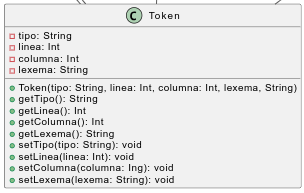 C Token
tipo: String
linea: Int
columna: Int
lexema: String
Token(tipo: String, linea: Int, columna: Int, lexema, String)
getTipo(): String
getLinea(): Int
getColumna(): Int
getLexema(): String
setTipo(tipo: String): void
setLinea(linea: Int): void
setColumna(columna: Ing): void
setLexema(lexema: String): void